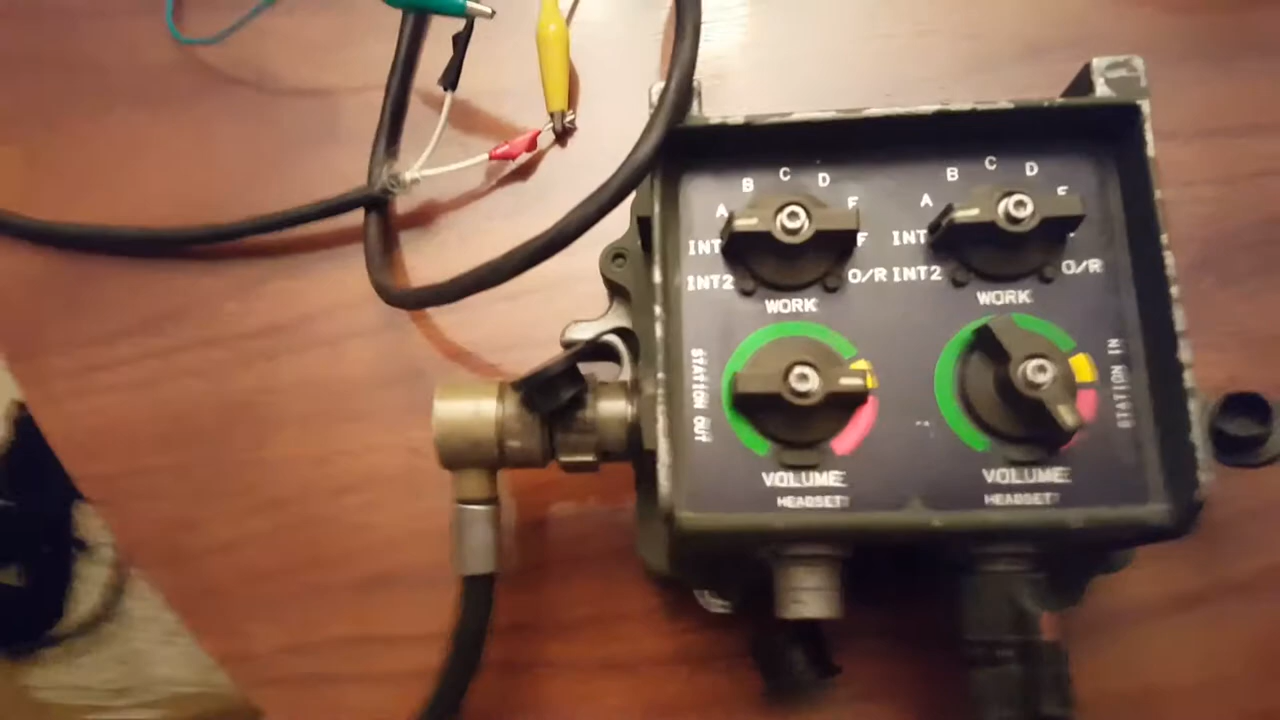 A B C D E F
INT
INT2
O/R
WORK
STATION OUT
VOLUME
HEADSET
A B C D
INT
INT2
O/R
WORK
STATION IN
VOLUME
HEADSET